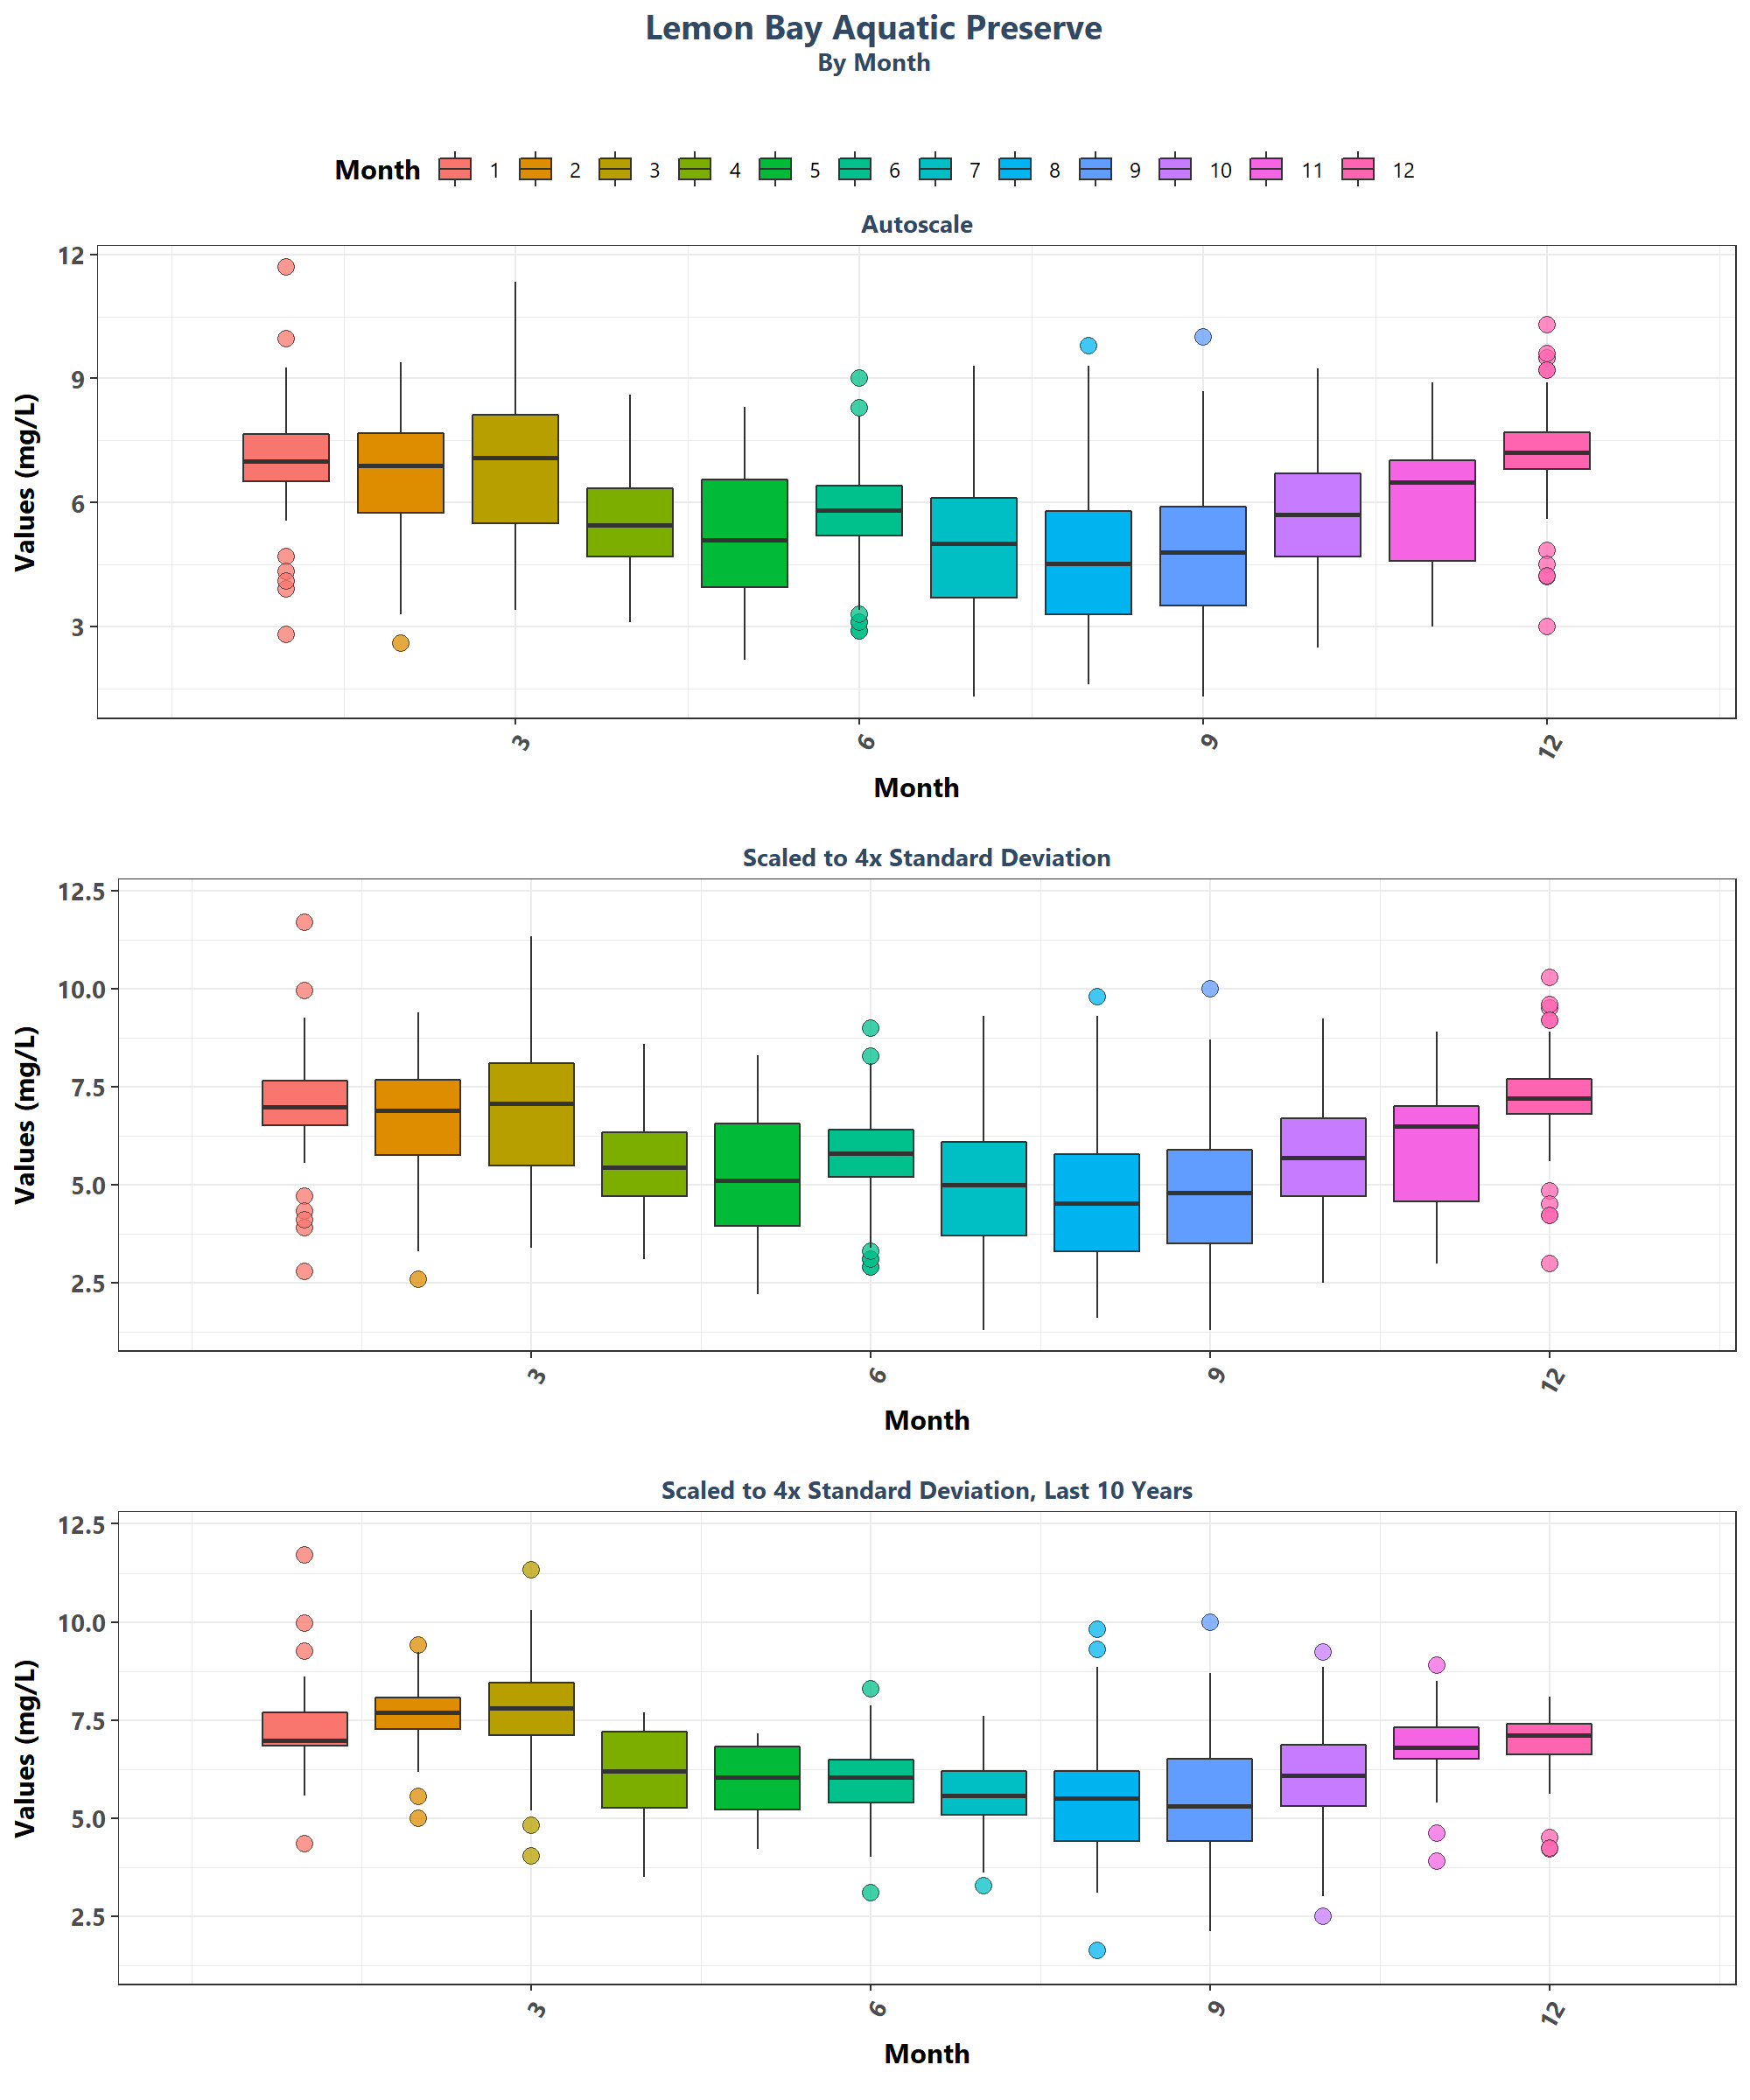 Lemon Bay Aquatic Preserve
By Month
Month 1 2 3 4 5 6 7 8 9 10 11 12
Autoscale
Values (mg/L)
12
9
6
3
3 6 9 12
Month
Scaled to 4x Standard Deviation
Values (mg/L)
12.5
10.0
7.5
5.0
2.5
3 6 9 12
Month
Scaled to 4x Standard Deviation, Last 10 Years
Values (mg/L)
12.5
10.0
7.5
5.0
2.5
3 6 9 12
Month